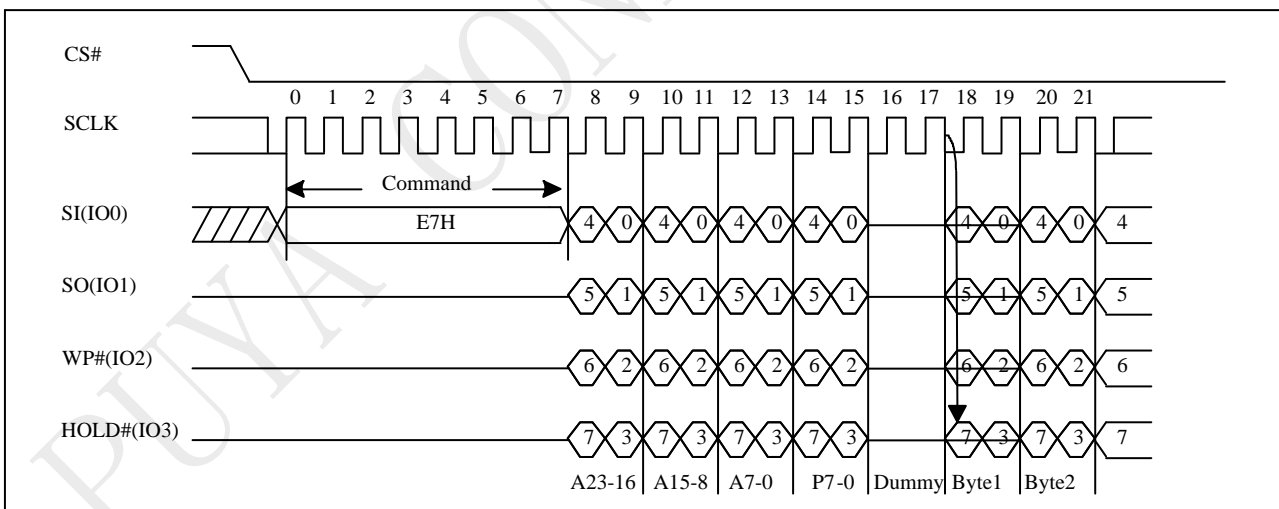 PUYA CON
CS#
0 1 2 3 4 5 6 7 8 9 10 11 12 13 14 15 16 17 18 19 20 21
SCLK
Command
SI(IO0) E7H 4 0 4 0 4 0 4 0 4 0 4 0 4
SO(IO1) 5 1 5 1 5 1 5 1 5 1 5 1 5
WP#(IO2) 6 2 6 2 6 2 6 2 6 2 6 2 6
HOLD#(IO3) 7 3 7 3 7 3 7 3 7 3 7 3 7
A23-16 A15-8 A7-0 P7-0 Dummy Byte1 Byte2